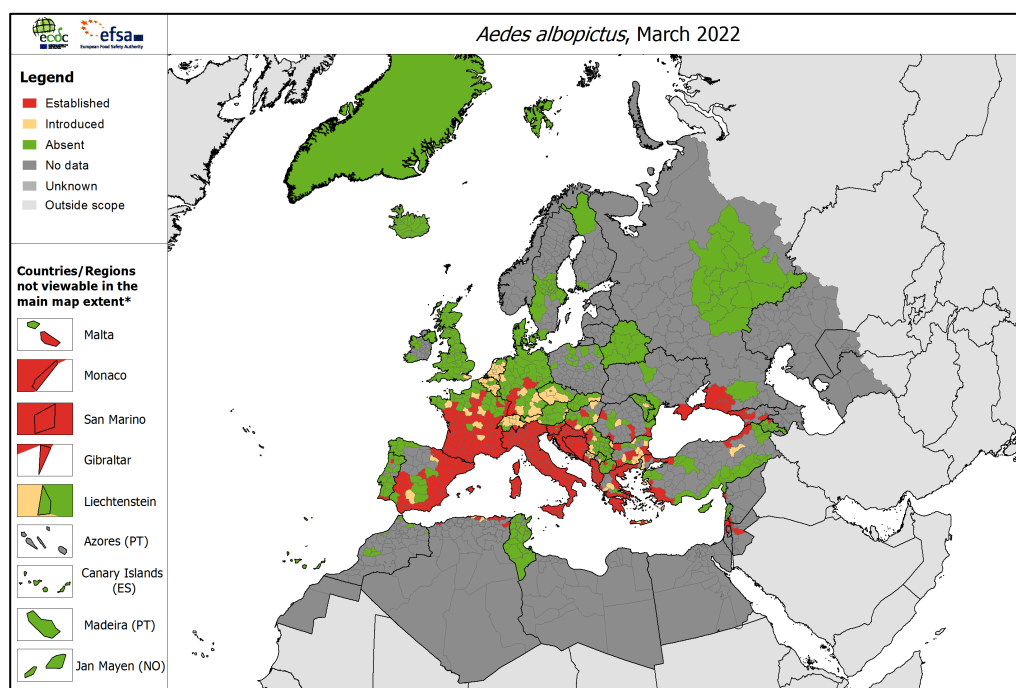 ecdc
efsa
European Food Safety Authority
Aedes albopictus, March 2022
Legend
Established
Introduced
Absent
No data
Unknown
Outside scope
Countries/Regions
not viewable in the
main map extent*
Malta
Monaco
San Marino
Gibraltar
Liechtenstein
Azores (PT)
Canary Islands
(ES)
Madeira (PT)
Jan Mayen (NO)